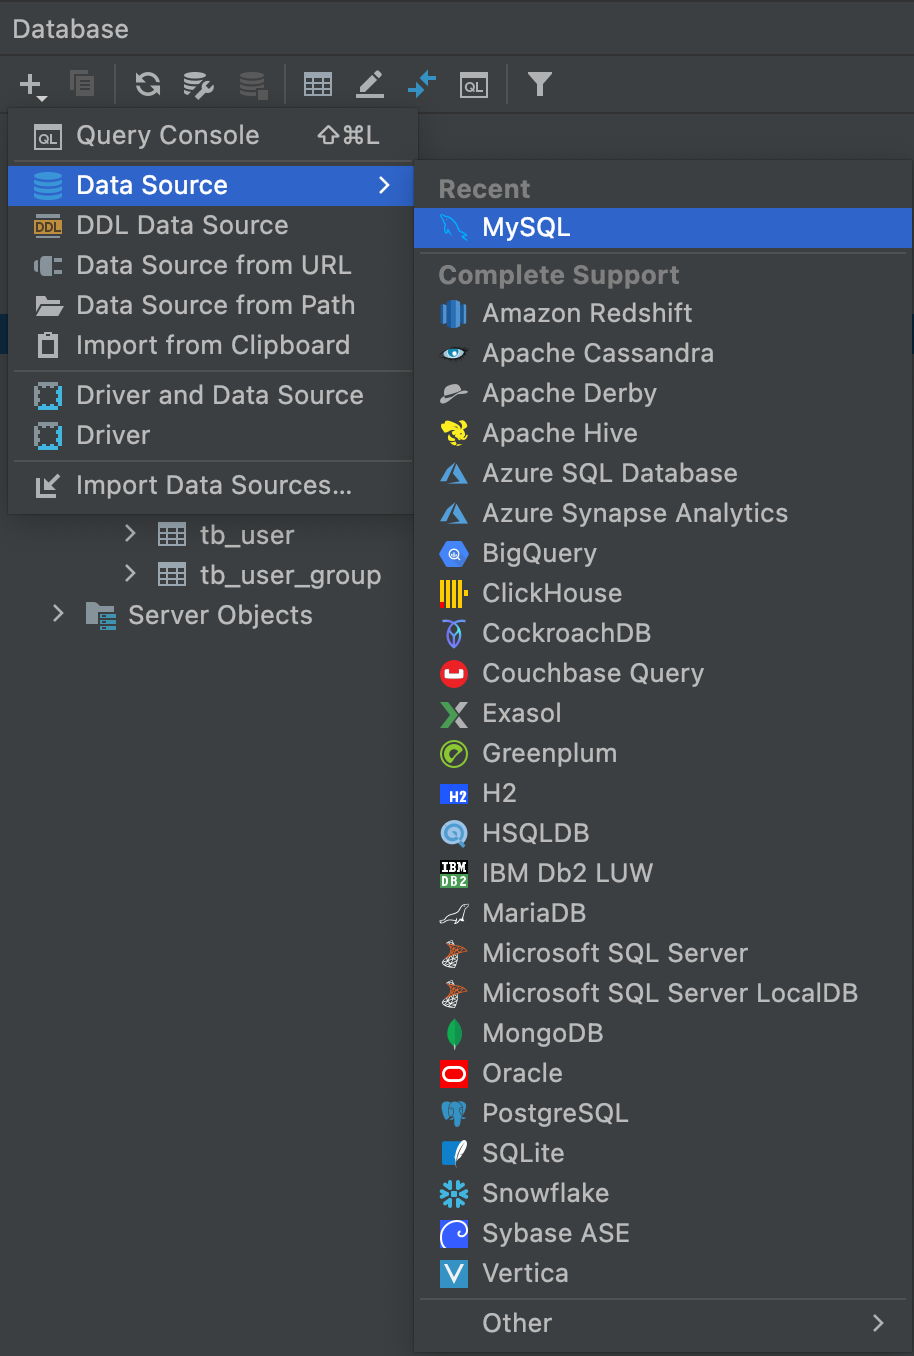 Database
QL
QL Query Console ⇧⌘L
Data Source
DDL DDL Data Source
Data Source from URL
Data Source from Path
Import from Clipboard
Driver and Data Source
Driver
Import Data Sources...
tb_user
tb_user_group
Server Objects
Recent
MySQL
Complete Support
Amazon Redshift
Apache Cassandra
Apache Derby
Apache Hive
Azure SQL Database
Azure Synapse Analytics
BigQuery
ClickHouse
CockroachDB
Couchbase Query
Exasol
Greenplum
H2 H2
HSQLDB
IBM DB2 IBM Db2 LUW
MariaDB
Microsoft SQL Server
Microsoft SQL Server LocalDB
MongoDB
Oracle
PostgreSQL
SQLite
Snowflake
Sybase ASE
Vertica
Other